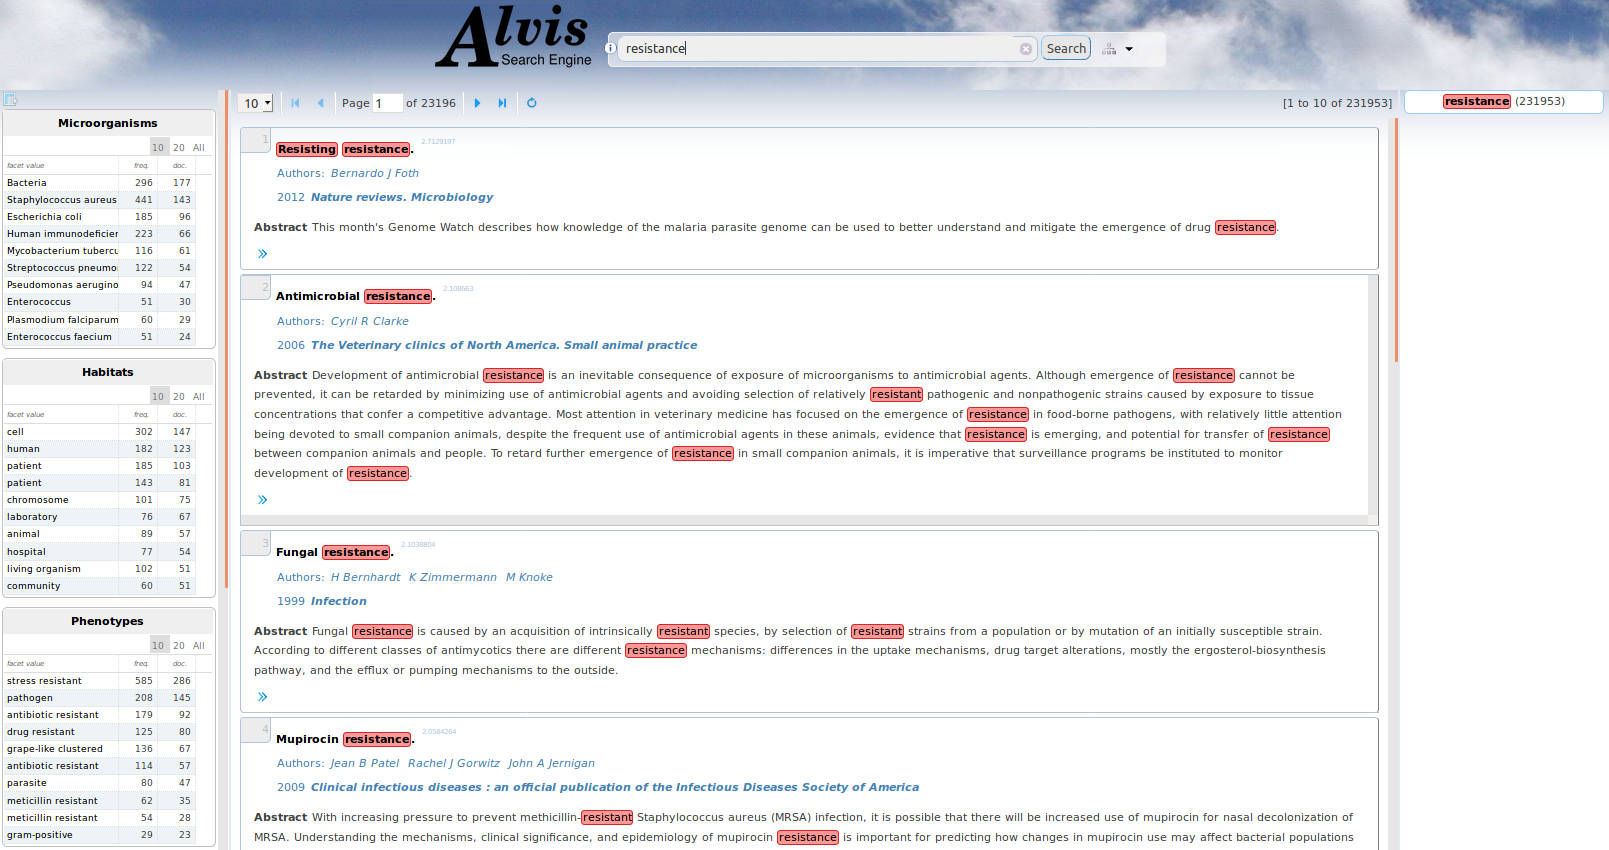 Alvis
Search Engine
i
resistance
Search
10
Page 1 of 23196
[1 to 10 of 231953]
resistance (231953)
Microorganisms
10 20 All
facet value freq. doc.
Bacteria 296 177
Staphylococcus aureus 441 143
Escherichia coli 185 96
Human immunodeficier 223 66
Mycobacterium tubercu 116 61
Streptococcus pneumo 122 54
Pseudomonas aerugino 94 47
Enterococcus 51 30
Plasmodium falciparum 60 29
Enterococcus faecium 51 24
Habitats
10 20 All
facet value freq. doc.
cell 302 147
human 182 123
patient 185 103
patient 143 81
chromosome 101 75
laboratory 76 67
animal 89 57
hospital 77 54
living organism 102 51
community 60 51
Phenotypes
10 20 All
facet value freq. doc.
stress resistant 585 286
pathogen 208 145
antibiotic resistant 179 92
drug resistant 125 80
grape-like clustered 136 67
antibiotic resistant 114 57
parasite 80 47
meticillin resistant 62 35
meticillin resistant 54 28
gram-positive 29 23
1
Resisting resistance. 2.7129197
Authors: Bernardo J Foth
2012 Nature reviews. Microbiology
Abstract This month's Genome Watch describes how knowledge of the malaria parasite genome can be used to better understand and mitigate the emergence of drug resistance.
»
2
Antimicrobial resistance. 2.108663
Authors: Cyril R Clarke
2006 The Veterinary clinics of North America. Small animal practice
Abstract Development of antimicrobial resistance is an inevitable consequence of exposure of microorganisms to antimicrobial agents. Although emergence of resistance cannot be
prevented, it can be retarded by minimizing use of antimicrobial agents and avoiding selection of relatively resistant pathogenic and nonpathogenic strains caused by exposure to tissue
concentrations that confer a competitive advantage. Most attention in veterinary medicine has focused on the emergence of resistance in food-borne pathogens, with relatively little attention
being devoted to small companion animals, despite the frequent use of antimicrobial agents in these animals, evidence that resistance is emerging, and potential for transfer of resistance
between companion animals and people. To retard further emergence of resistance in small companion animals, it is imperative that surveillance programs be instituted to monitor
development of resistance.
»
3
Fungal resistance. 2.1038804
Authors: H Bernhardt K Zimmermann M Knoke
1999 Infection
Abstract Fungal resistance is caused by an acquisition of intrinsically resistant species, by selection of resistant strains from a population or by mutation of an initially susceptible strain.
According to different classes of antimycotics there are different resistance mechanisms: differences in the uptake mechanisms, drug target alterations, mostly the ergosterol-biosynthesis
pathway, and the efflux or pumping mechanisms to the outside.
»
4
Mupirocin resistance. 2.0584264
Authors: Jean B Patel Rachel J Gorwitz John A Jernigan
2009 Clinical infectious diseases : an official publication of the Infectious Diseases Society of America
Abstract With increasing pressure to prevent methicillin-resistant Staphylococcus aureus (MRSA) infection, it is possible that there will be increased use of mupirocin for nasal decolonization of
MRSA. Understanding the mechanisms, clinical significance, and epidemiology of mupirocin resistance is important for predicting how changes in mupirocin use may affect bacterial populations